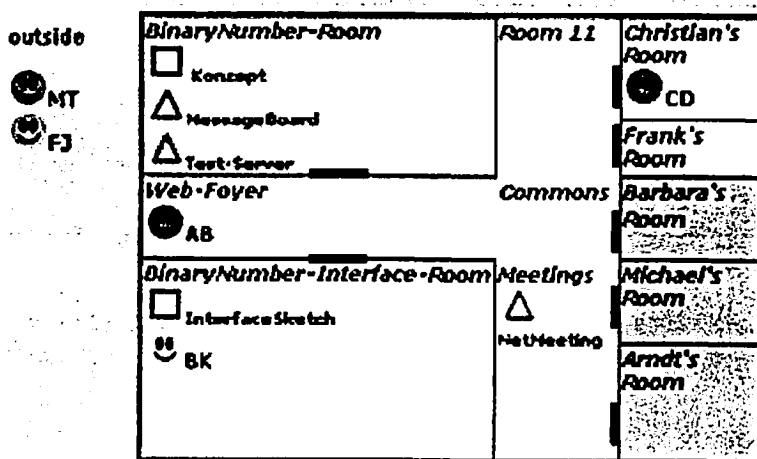 outside
MT
FJ
BinaryNumber-Room
Konzept
MessageBoard
Test-Server
Room 11
Christian's
Room
CD
Frank's
Room
Web-Foyer
AB
Commons
Barbara's
Room
BinaryNumber-Interface-Room
InterfaceSketch
BK
Meetings
NetMeeting
Michael's
Room
Arndt's
Room